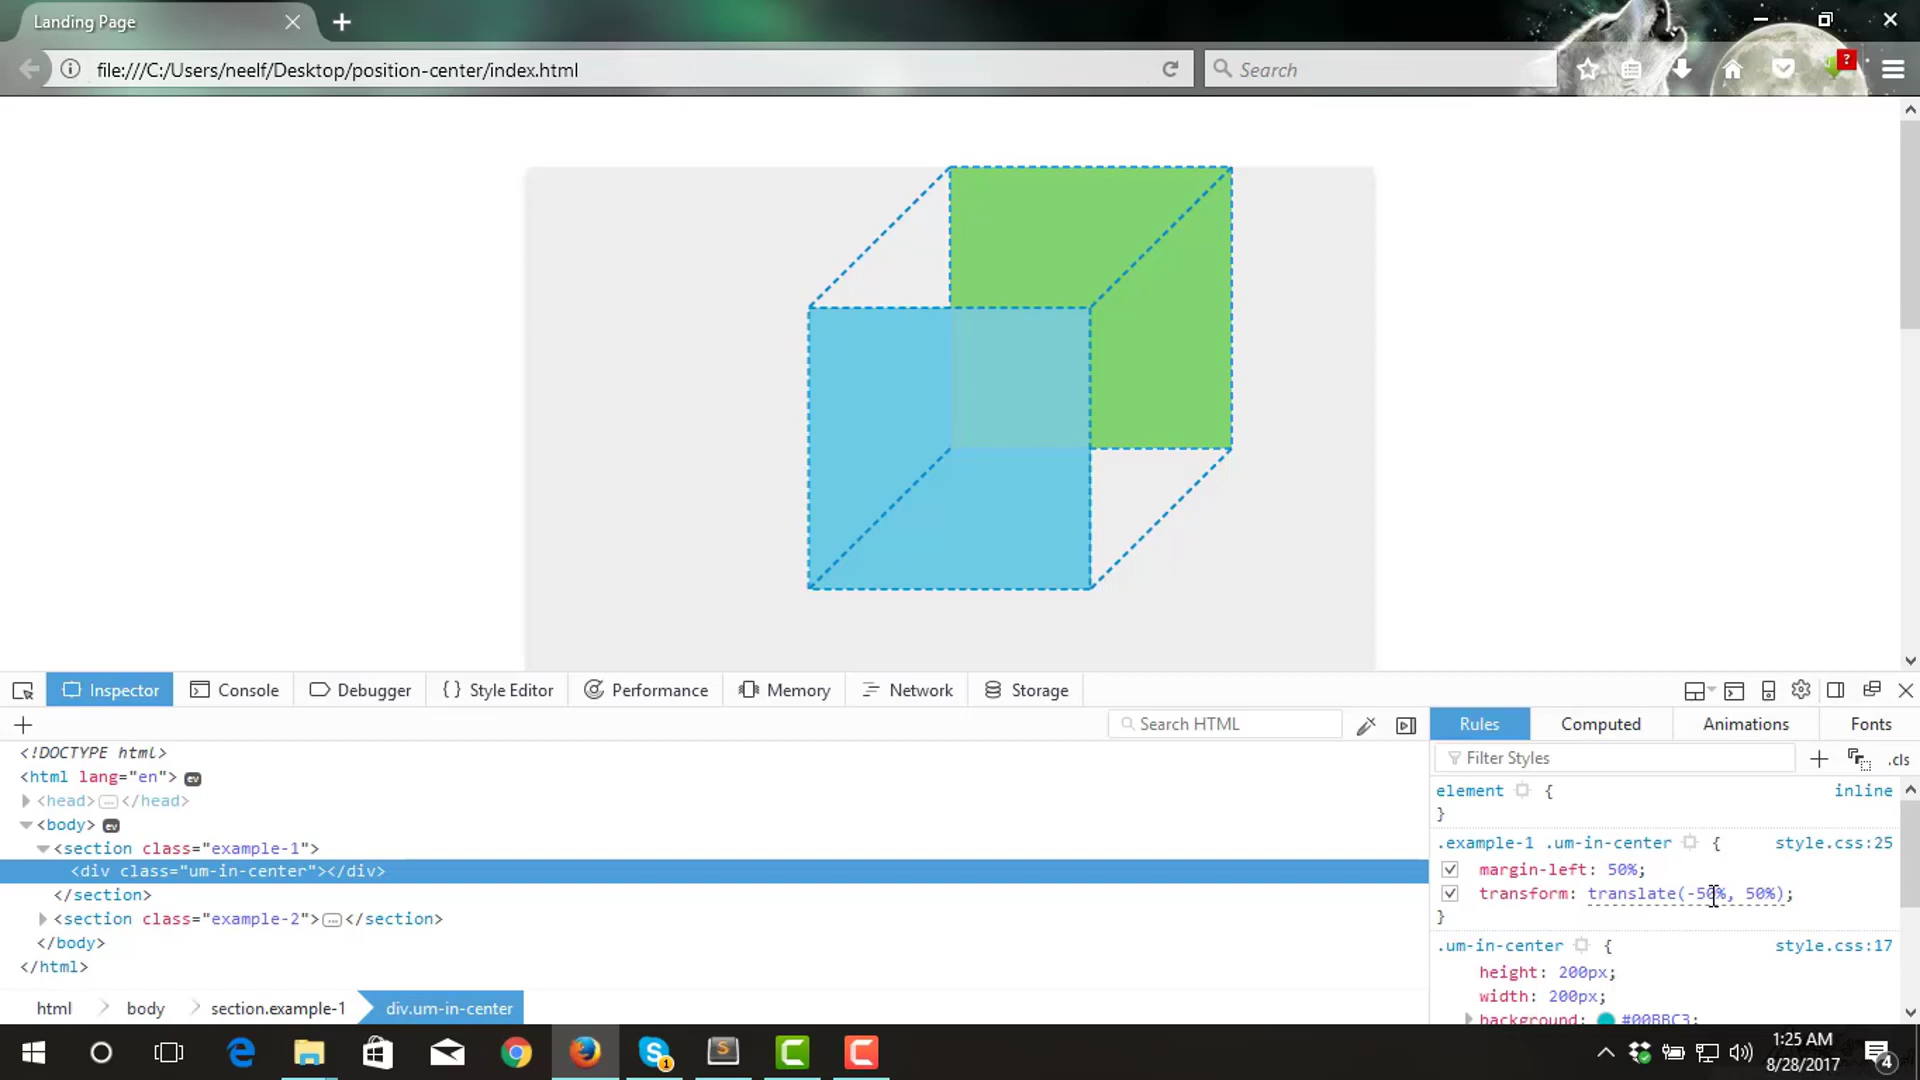 Landing Page
file:///C:/Users/neelf/Desktop/position-center/index.html
Search
?
Inspector Console Debugger { } Style Editor Performance Memory Network Storage
Search HTML
Rules Computed Animations Fonts
Filter Styles
.cls
<!DOCTYPE html>
<html lang="en"> ev
<head>…</head>
<body> ev
<section class="example-1">
<div class="um-in-center"></div>
</section>
<section class="example-2">…</section>
</body>
</html>
element { inline
}
.example-1 .um-in-center { style.css:25
margin-left: 50%;
transform: translate(-50%, 50%);
}
.um-in-center { style.css:17
height: 200px;
width: 200px;
background: #00BBC3;
html body section.example-1 div.um-in-center
1:25 AM
8/28/2017
1
4